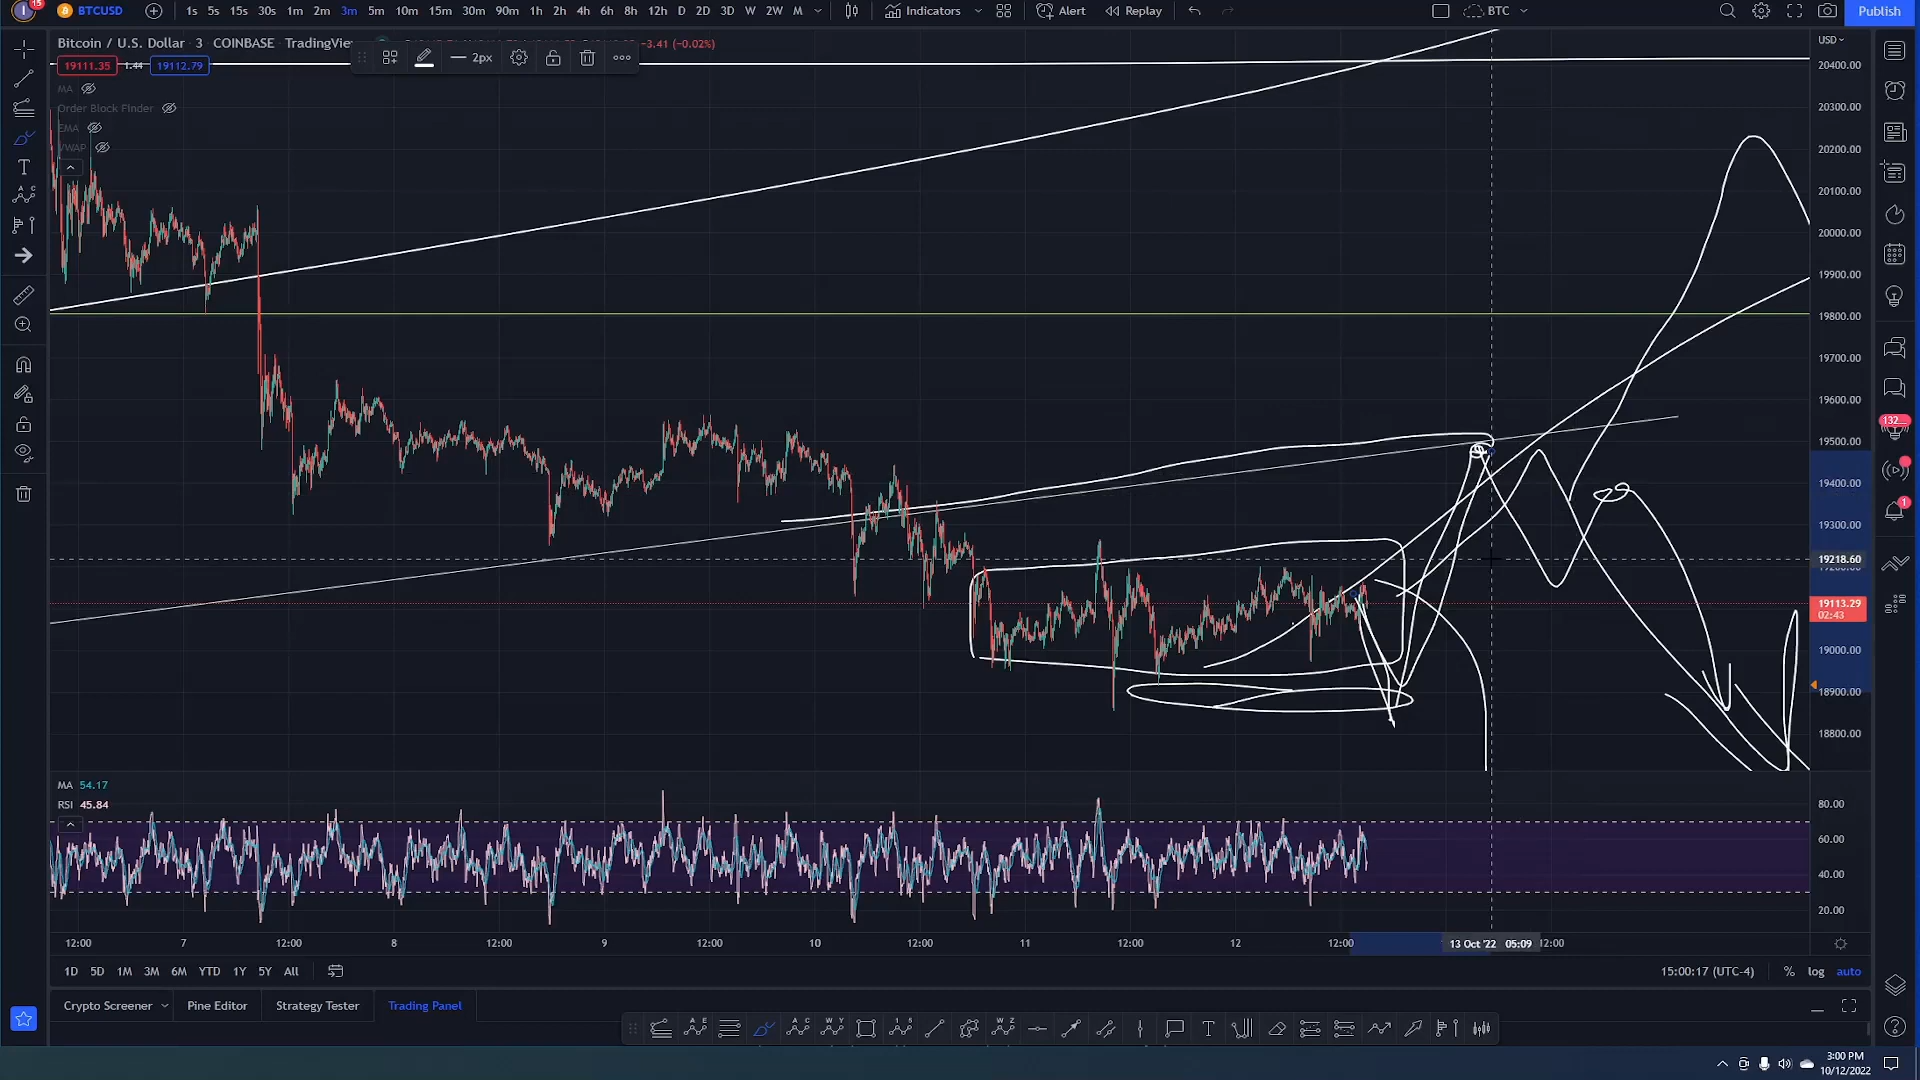 15
BTCUSD 1s 5s 15s 30s 1m 2m 3m 5m 10m 15m 30m 90m 1h 2h 4h 6h 8h 12h D 2D 3D W 2W M Indicators Alert Replay BTC Publish
Bitcoin / U.S. Dollar · 3 · COINBASE · −3.41 (−0.02%)
USD
19111.35 1.44 19112.79
2px
MA
Order Block Finder
EMA
VWAP
20400.00
20300.00
20200.00
20100.00
20000.00
19900.00
19800.00
19700.00
19600.00
19500.00
19400.00
19300.00
19218.60
19113.29
02:43
19000.00
18900.00
18800.00
132
1
MA 54.17
RSI 45.84
80.00
60.00
40.00
20.00
12:00 7 12:00 8 12:00 9 12:00 10 12:00 11 12:00 12 12:00 13 Oct '22 05:09 12:00
1D 5D 1M 3M 6M YTD 1Y 5Y All 15:00:17 (UTC-4) % log auto
Crypto Screener Pine Editor Strategy Tester Trading Panel
3:00 PM
10/12/2022